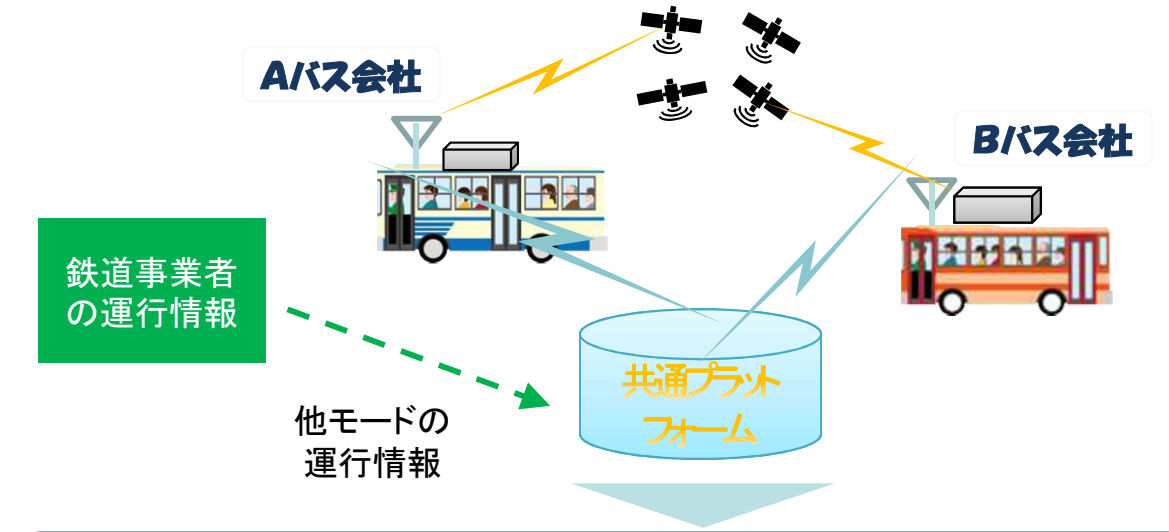 Aバス会社
Bバス会社
鉄道事業者
の運行情報
共通プラット
フォーム
他モードの
運行情報